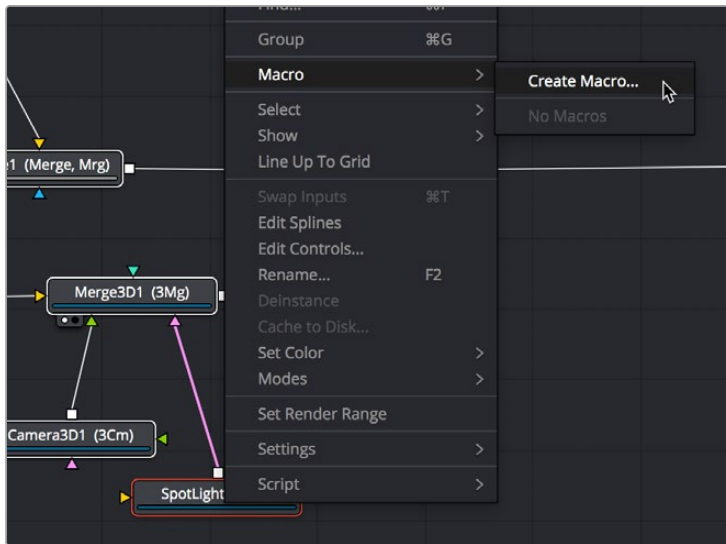 Group ⌘G
Macro
Create Macro...
No Macros
Select
Show
Line Up To Grid
(Merge, Mrg)
Swap Inputs ⌘T
Edit Splines
Edit Controls...
Rename... F2
Merge3D1 (3Mg)
Deinstance
Cache to Disk...
Set Color
Modes
Set Render Range
Camera3D1 (3Cm)
Settings
Script
SpotLight